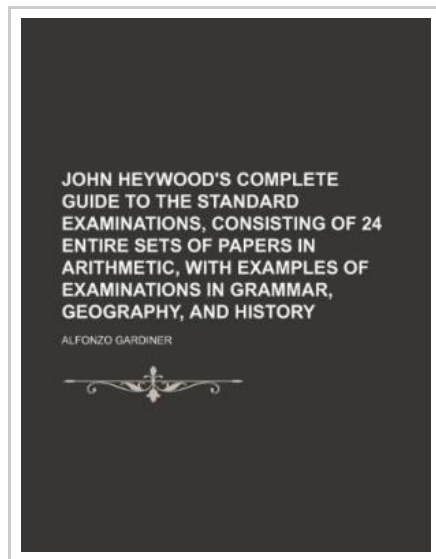 JOHN HEYWOOD'S COMPLETE
GUIDE TO THE STANDARD
EXAMINATIONS, CONSISTING OF 24
ENTIRE SETS OF PAPERS IN
ARITHMETIC, WITH EXAMPLES OF
EXAMINATIONS IN GRAMMAR,
GEOGRAPHY, AND HISTORY
ALFONZO GARDINER